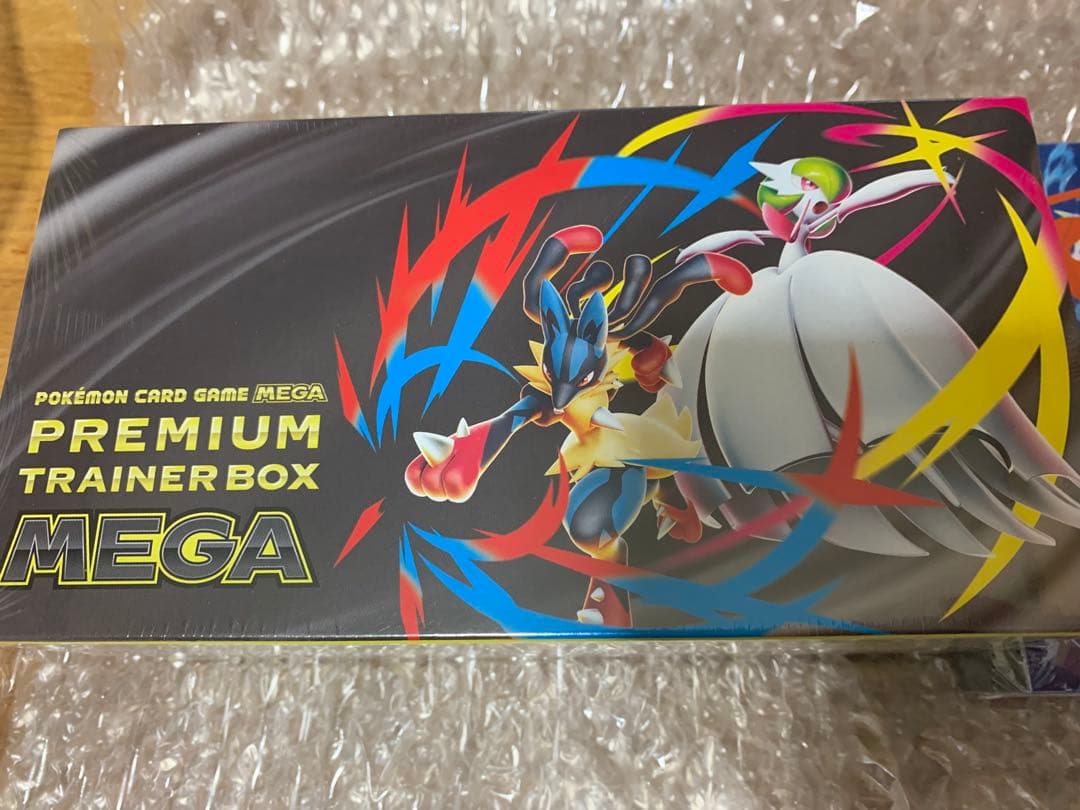 POKÉMON CARD GAME MEGA
PREMIUM
TRAINER BOX
MEGA